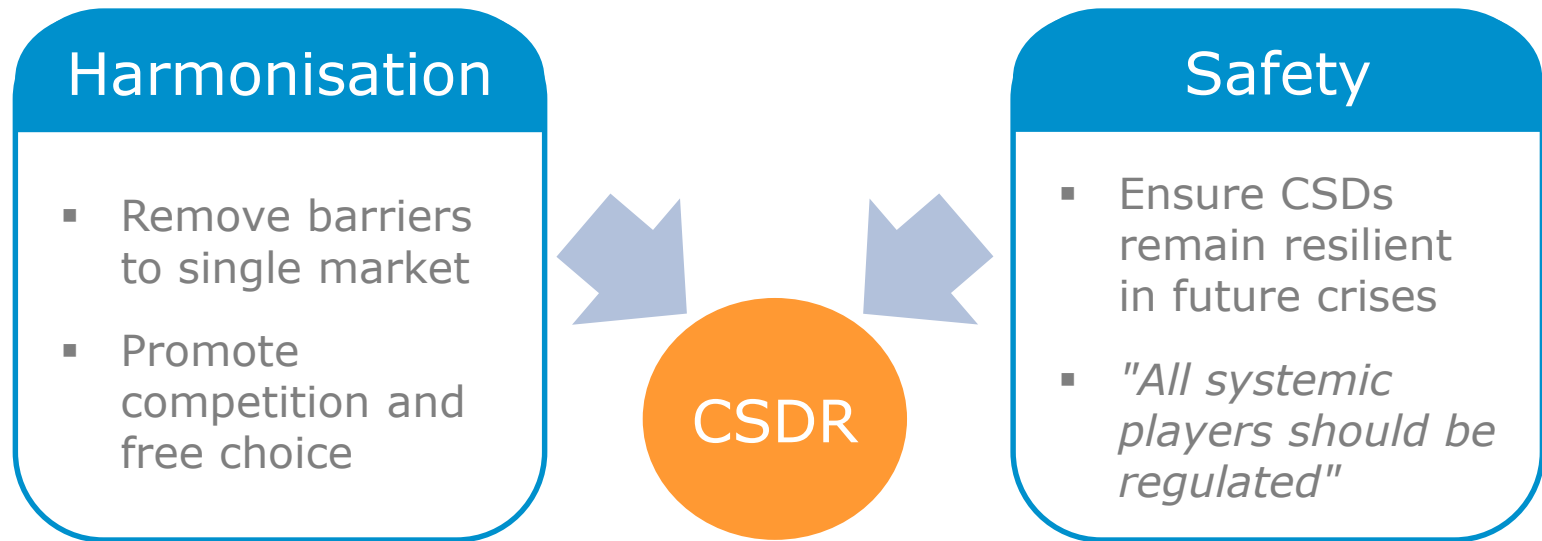 Harmonisation
▪ Remove barriers
to single market
▪ Promote
competition and
free choice
CSDR
Safety
▪ Ensure CSDs
remain resilient
in future crises
▪ "All systemic
players should be
regulated"